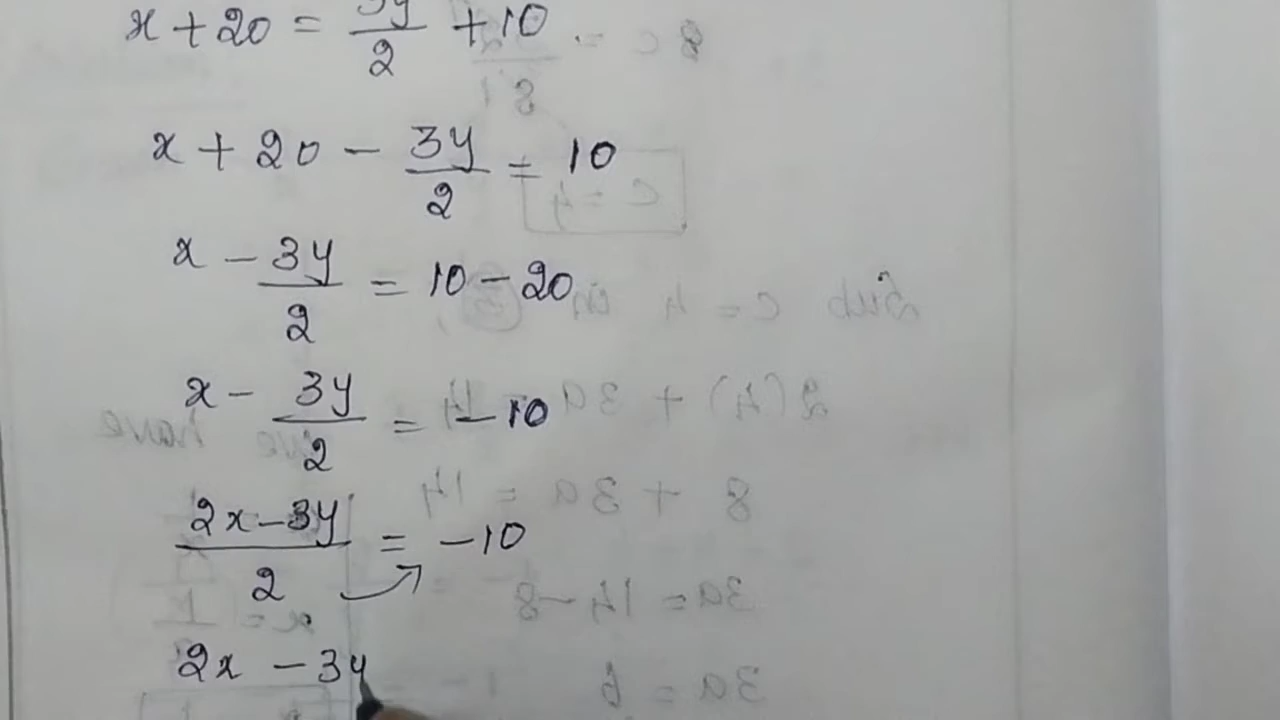 x + 20 = 3y/2 + 10
x + 20 - 3y/2 = 10
x - 3y/2 = 10 - 20
x - 3y/2 = -10
(2x - 3y)/2 = -10
2x - 3y